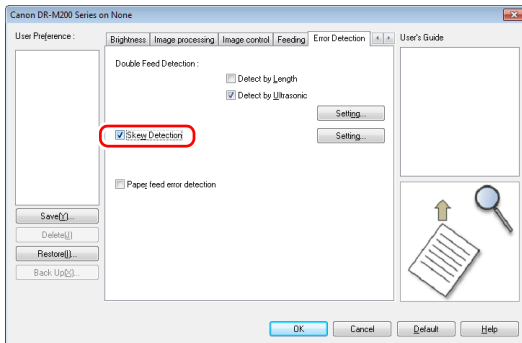 Canon DR-M200 Series on None
User Preference :
Brightness Image processing Image control Feeding Error Detection
User's Guide
Double Feed Detection :
Detect by Length
Detect by Ultrasonic
Setting...
Skew Detection
Setting...
Paper feed error detection
Save(Y)...
Delete(J)
Restore(I)...
Back Up(X)...
OK Cancel Default Help